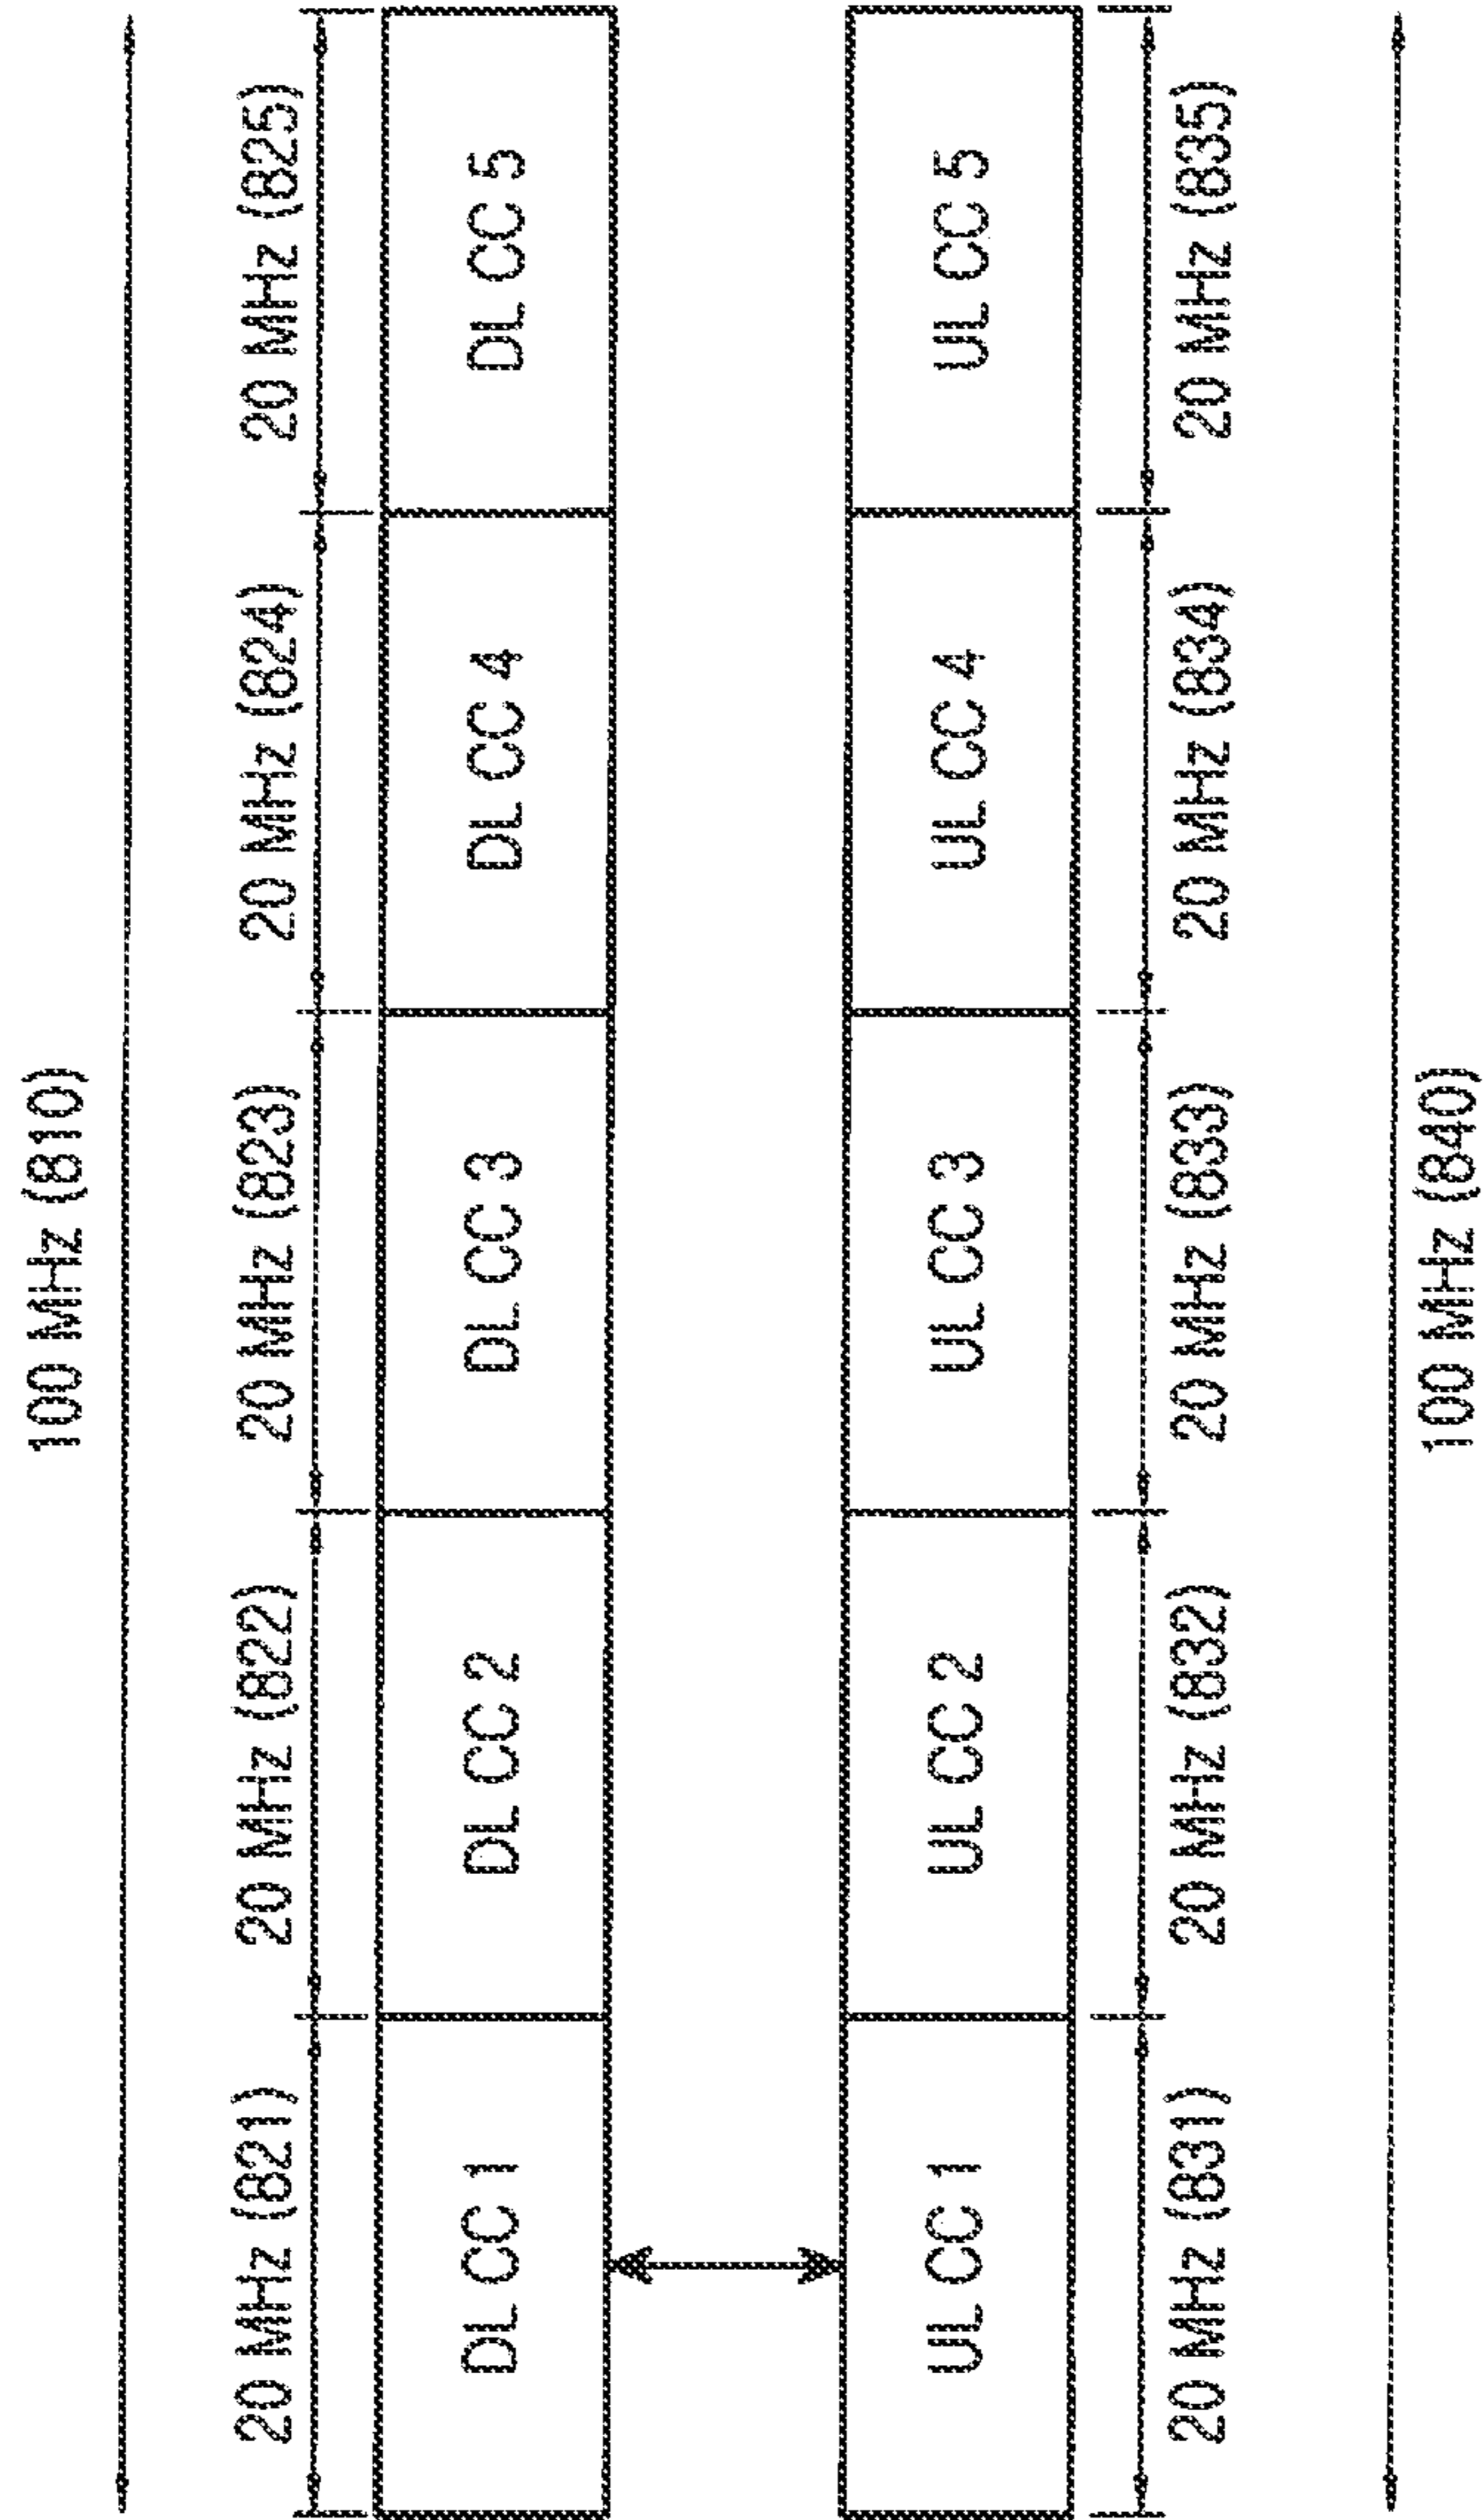 100 MHz (810)
20 MHz (821)
20 MHz (822)
20 MHz (823)
20 MHz (824)
20 MHz (825)
DL CC 1
DL CC 2
DL CC 3
DL CC 4
DL CC 5
UL CC 1
UL CC 2
UL CC 3
UL CC 4
UL CC 5
20 MHz (831)
20 MHz (832)
20 MHz (833)
20 MHz (834)
20 MHz (835)
100 MHz (840)